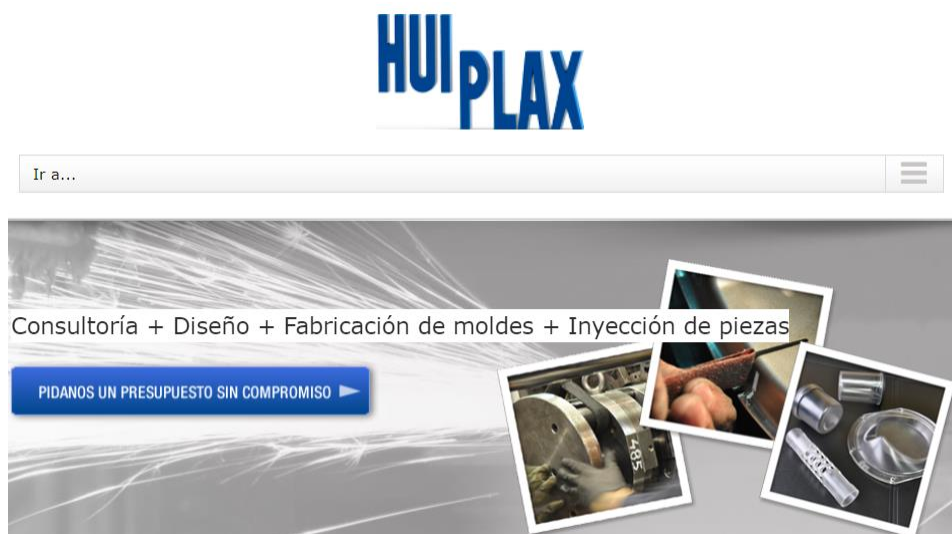 HUI
PLAX
Ir a...
Consultoría + Diseño + Fabricación de moldes + Inyección de piezas
PIDANOS UN PRESUPUESTO SIN COMPROMISO
485